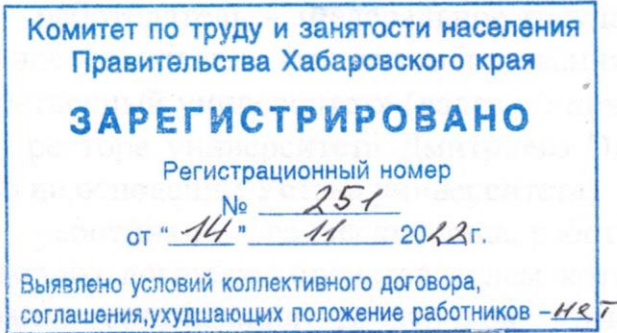 Комитет по труду и занятости населения
Правительства Хабаровского края
ЗАРЕГИСТРИРОВАНО
Регистрационный номер
№ 251
от "14" 11 2022г.
Выявлено условий коллективного договора,
соглашения,ухудшающих положение работников –нет